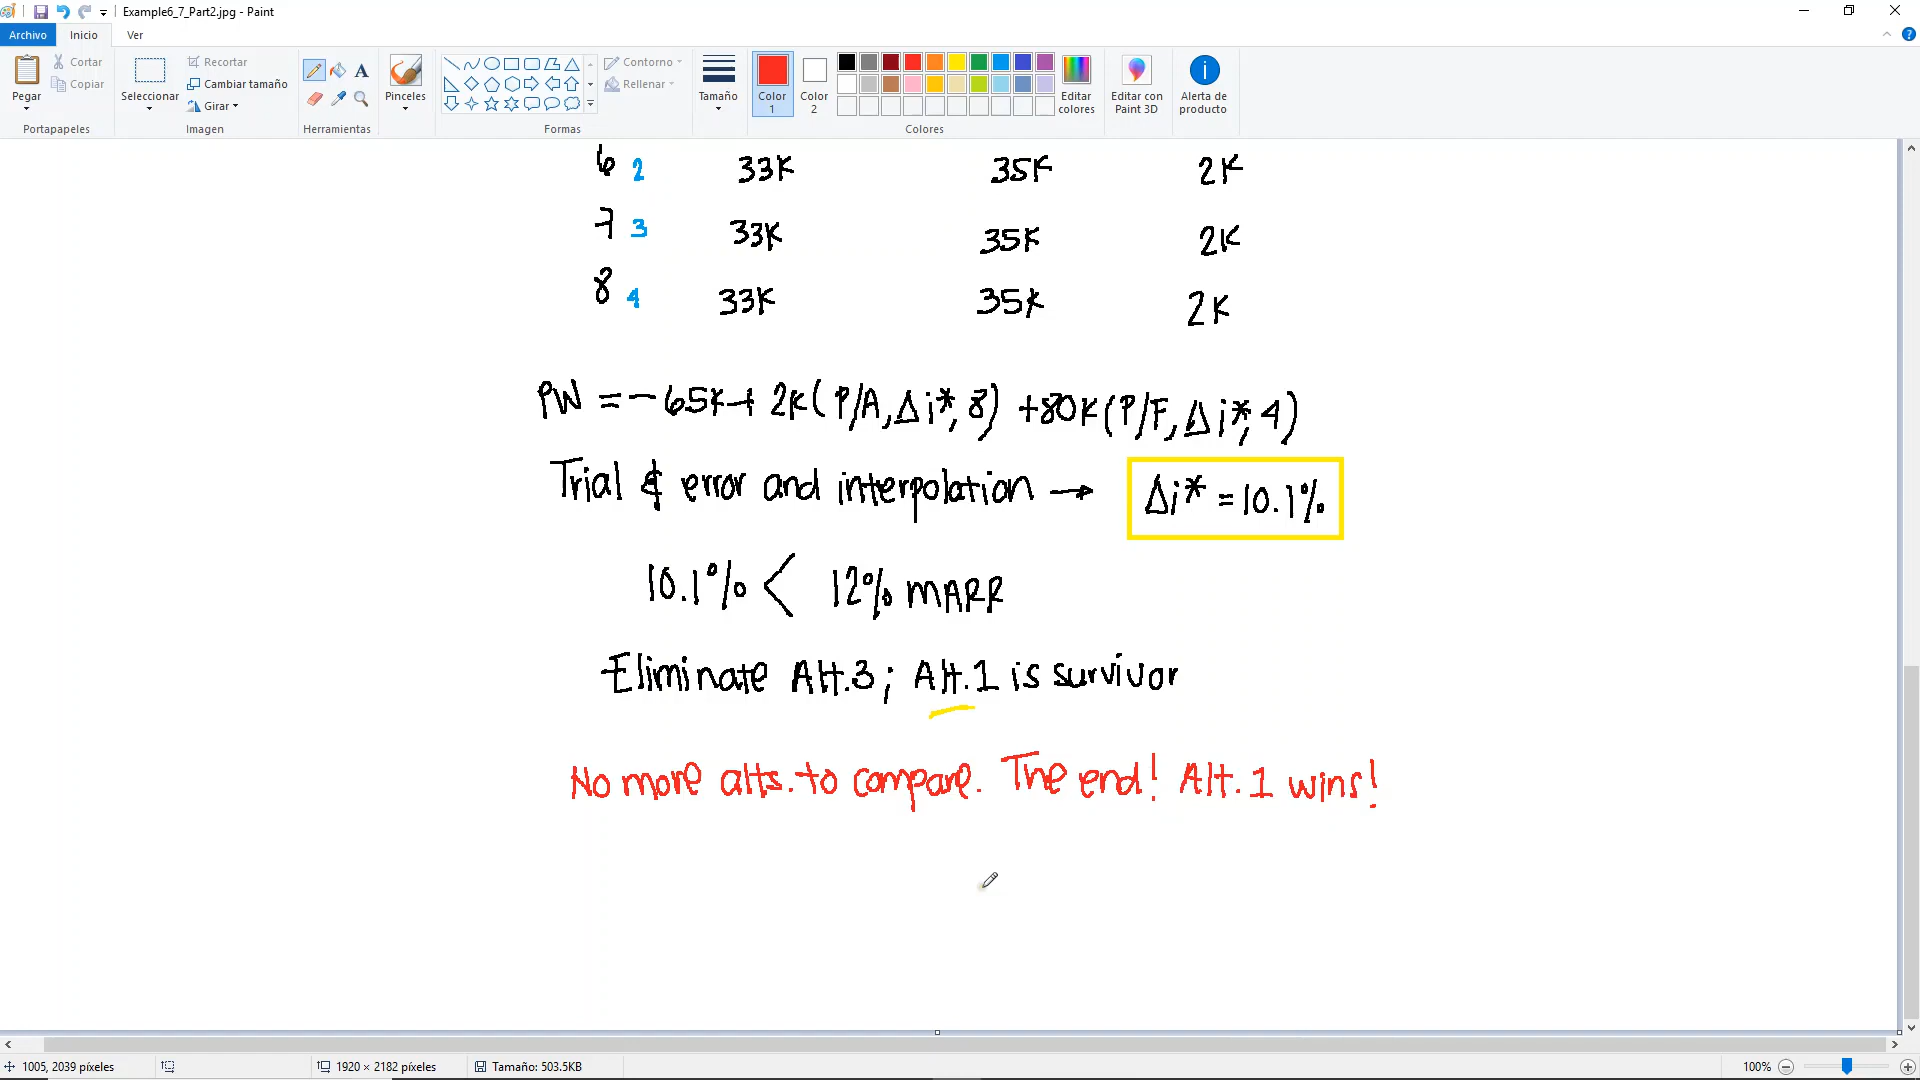 Example6_7_Part2.jpg - Paint
Archivo Inicio Ver
Pegar
Cortar
Copiar
Portapapeles
Seleccionar
Recortar
Cambiar tamaño
Girar
Imagen
A
Herramientas
Pinceles
Contorno
Rellenar
Formas
Tamaño
Color 1
Color 2
Editar colores
Colores
Editar con Paint 3D
Alerta de producto
6 2 33K 35K 2K
7 3 33K 35K 2K
8 4 33K 35K 2K
PW = -65K + 2K(P/A, Δi*, 8) + 80K(P/F, Δi*, 4)
Trial & error and interpolation → Δi* = 10.1%
10.1% < 12% MARR
Eliminate Alt.3; Alt.1 is survivor
No more alts. to compare. The end! Alt. 1 wins!
1005, 2039 píxeles 1920 × 2182 píxeles Tamaño: 503.5KB 100%